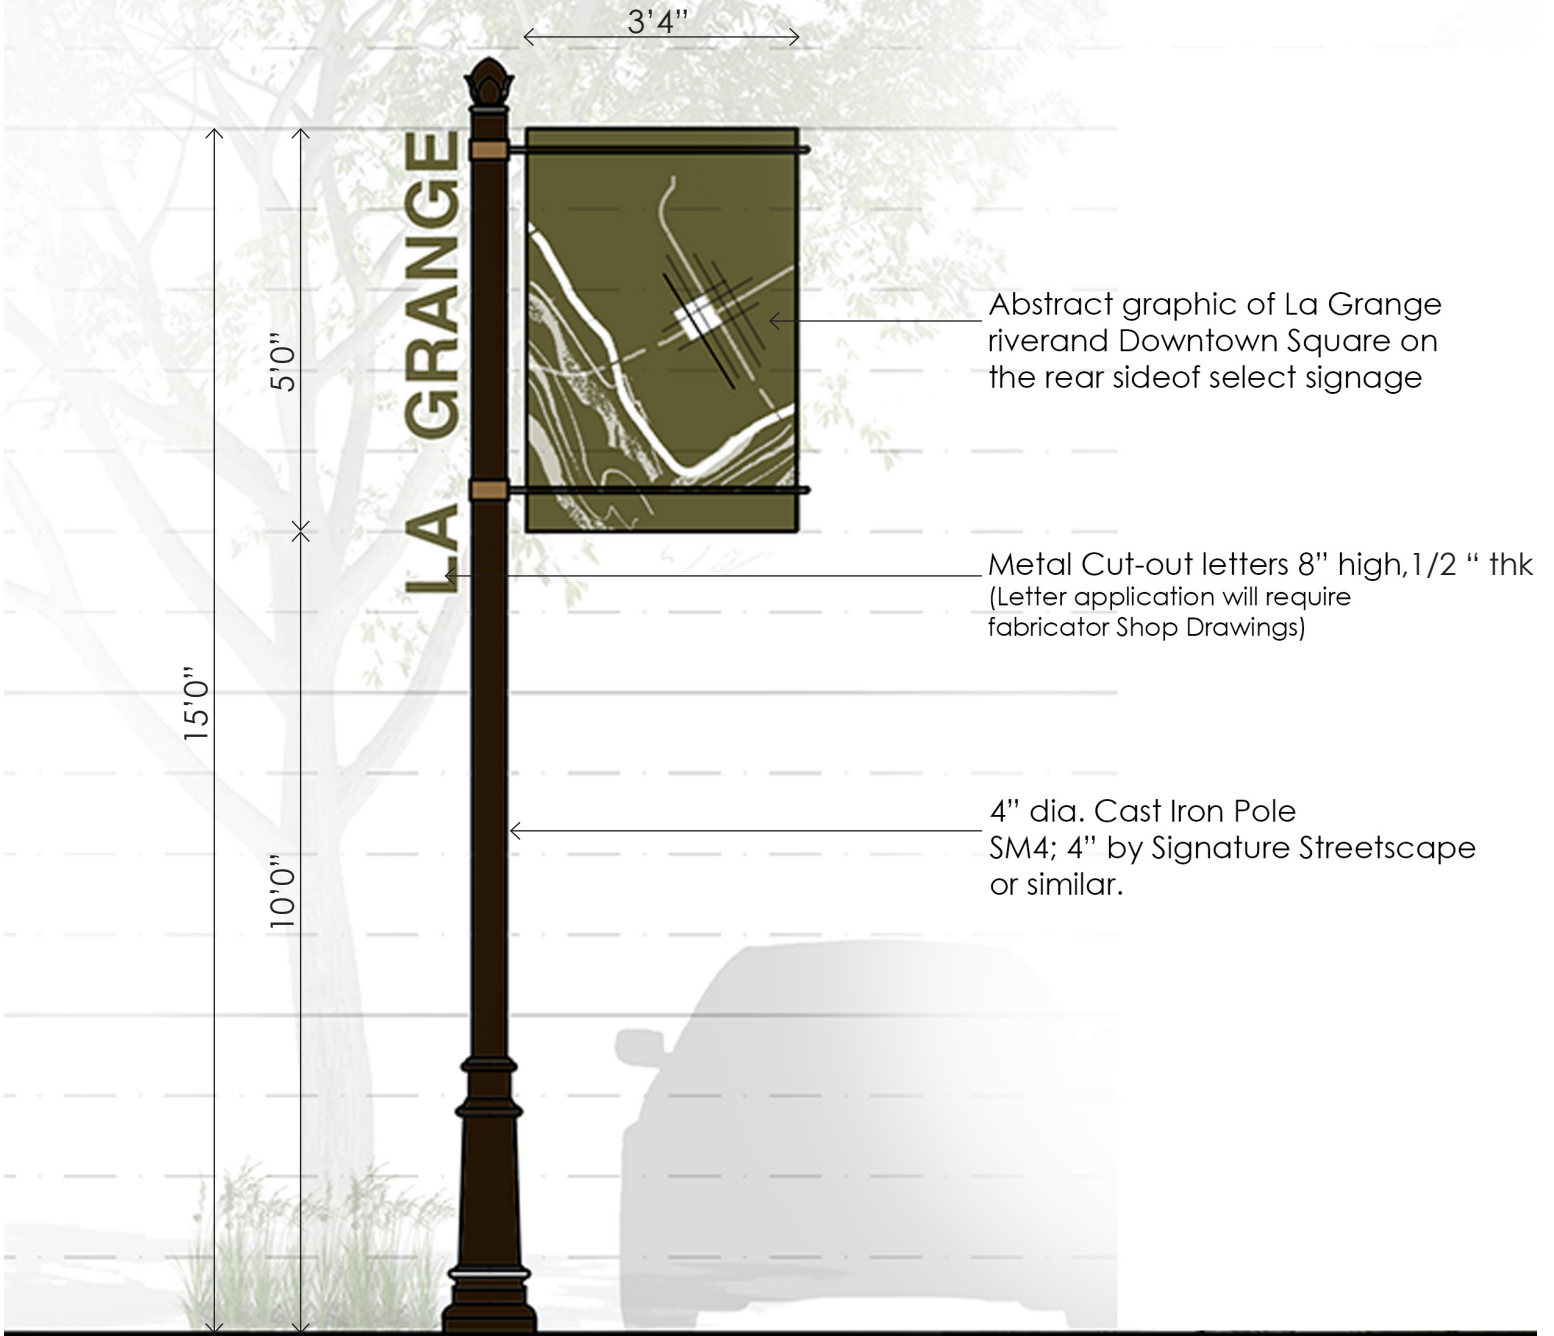 3'4”
LA GRANGE
5'0”
15'0”
10'0”
Abstract graphic of La Grange
riverand Downtown Square on
the rear sideof select signage
Metal Cut-out letters 8” high,1/2 “ thk
(Letter application will require
fabricator Shop Drawings)
4” dia. Cast Iron Pole
SM4; 4” by Signature Streetscape
or similar.